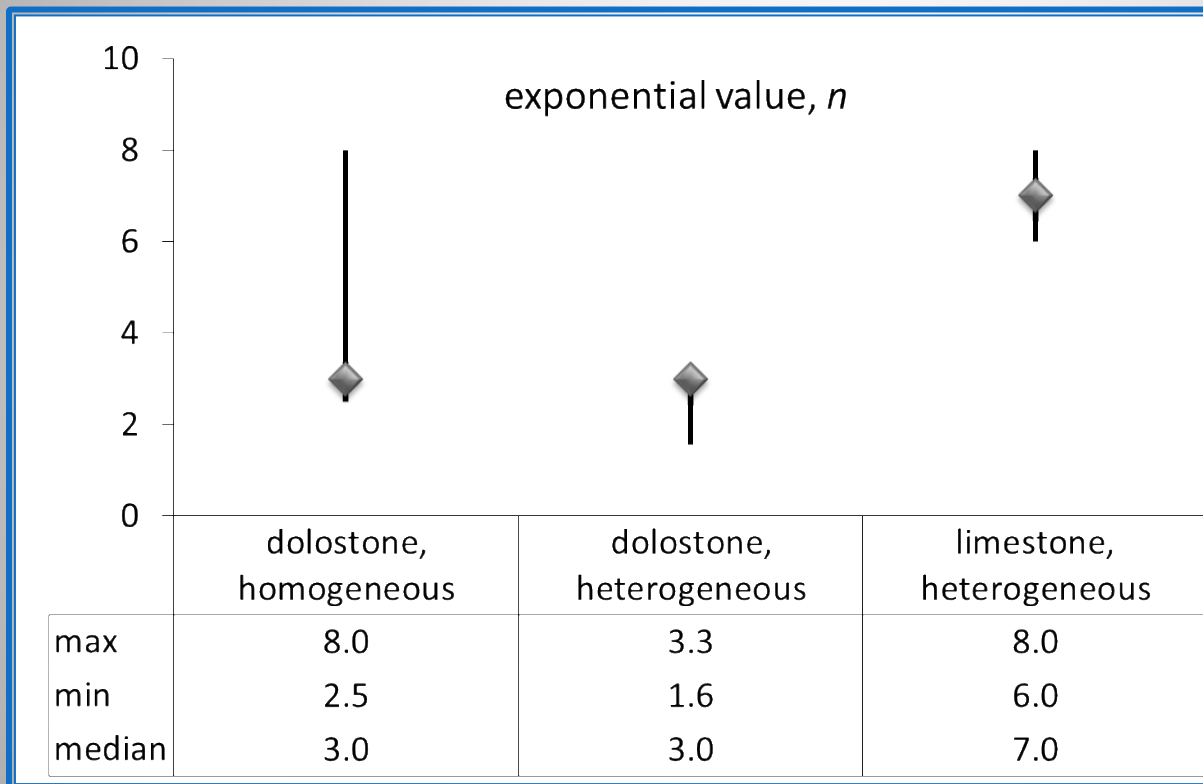 exponential value, n
10
8
6
4
2
0
dolostone, homogeneous
dolostone, heterogeneous
limestone, heterogeneous
max 8.0 3.3 8.0
min 2.5 1.6 6.0
median 3.0 3.0 7.0